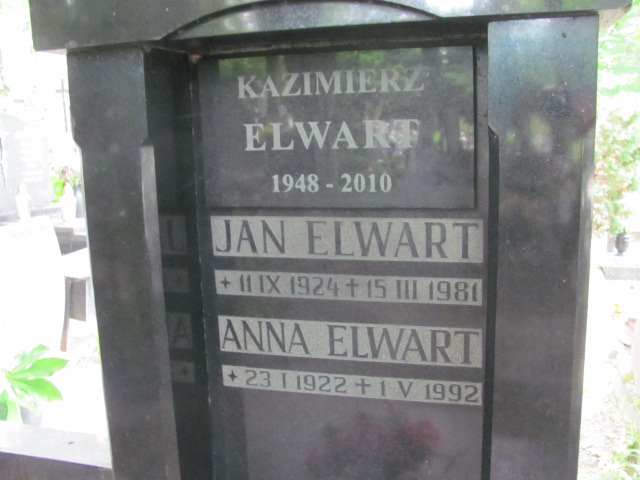 KAZIMIERZ
ELWART
1948 - 2010
JAN ELWART
✦ 11 IX 1924 ✝ 15 III 1981
ANNA ELWART
✦ 23 I 1922 ✝ 1 V 1992